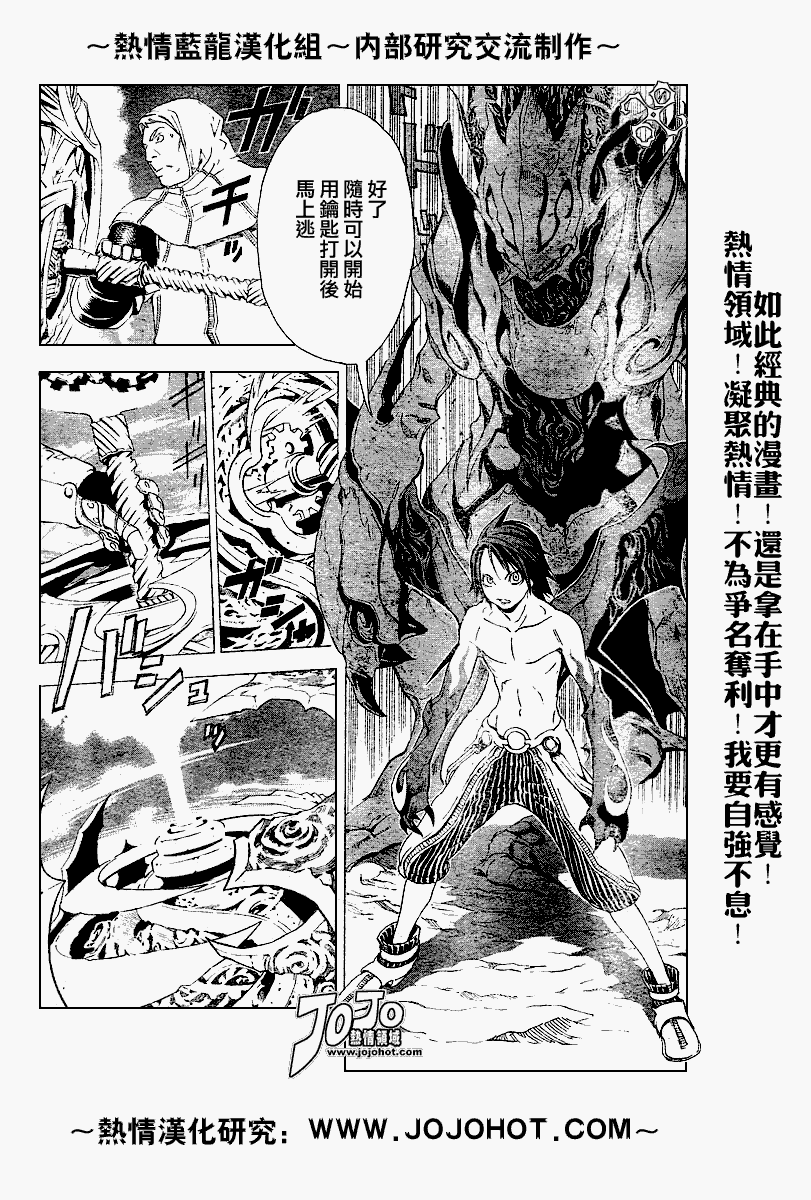 ～熱情藍龍漢化組～内部研究交流制作～
ドド
好了
隨時可以開始
用鑰匙打開後
馬上逃
ガ
チッ
ガッ
バシュッ
如此經典的漫畫！還是拿在手中才更有感覺！
熱情領域！凝聚熱情！不為爭名奪利！我要自強不息！
JOJO
熱情領域
www.jojohot.com
～熱情漢化研究：WWW.JOJOHOT.COM～